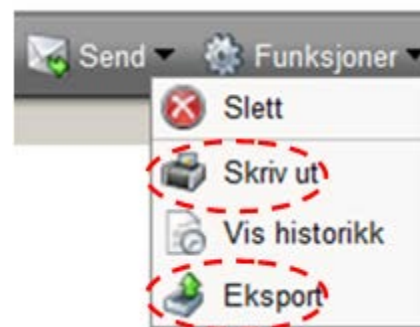 Send Funksjoner
Slett
Skriv ut
Vis historikk
Eksport